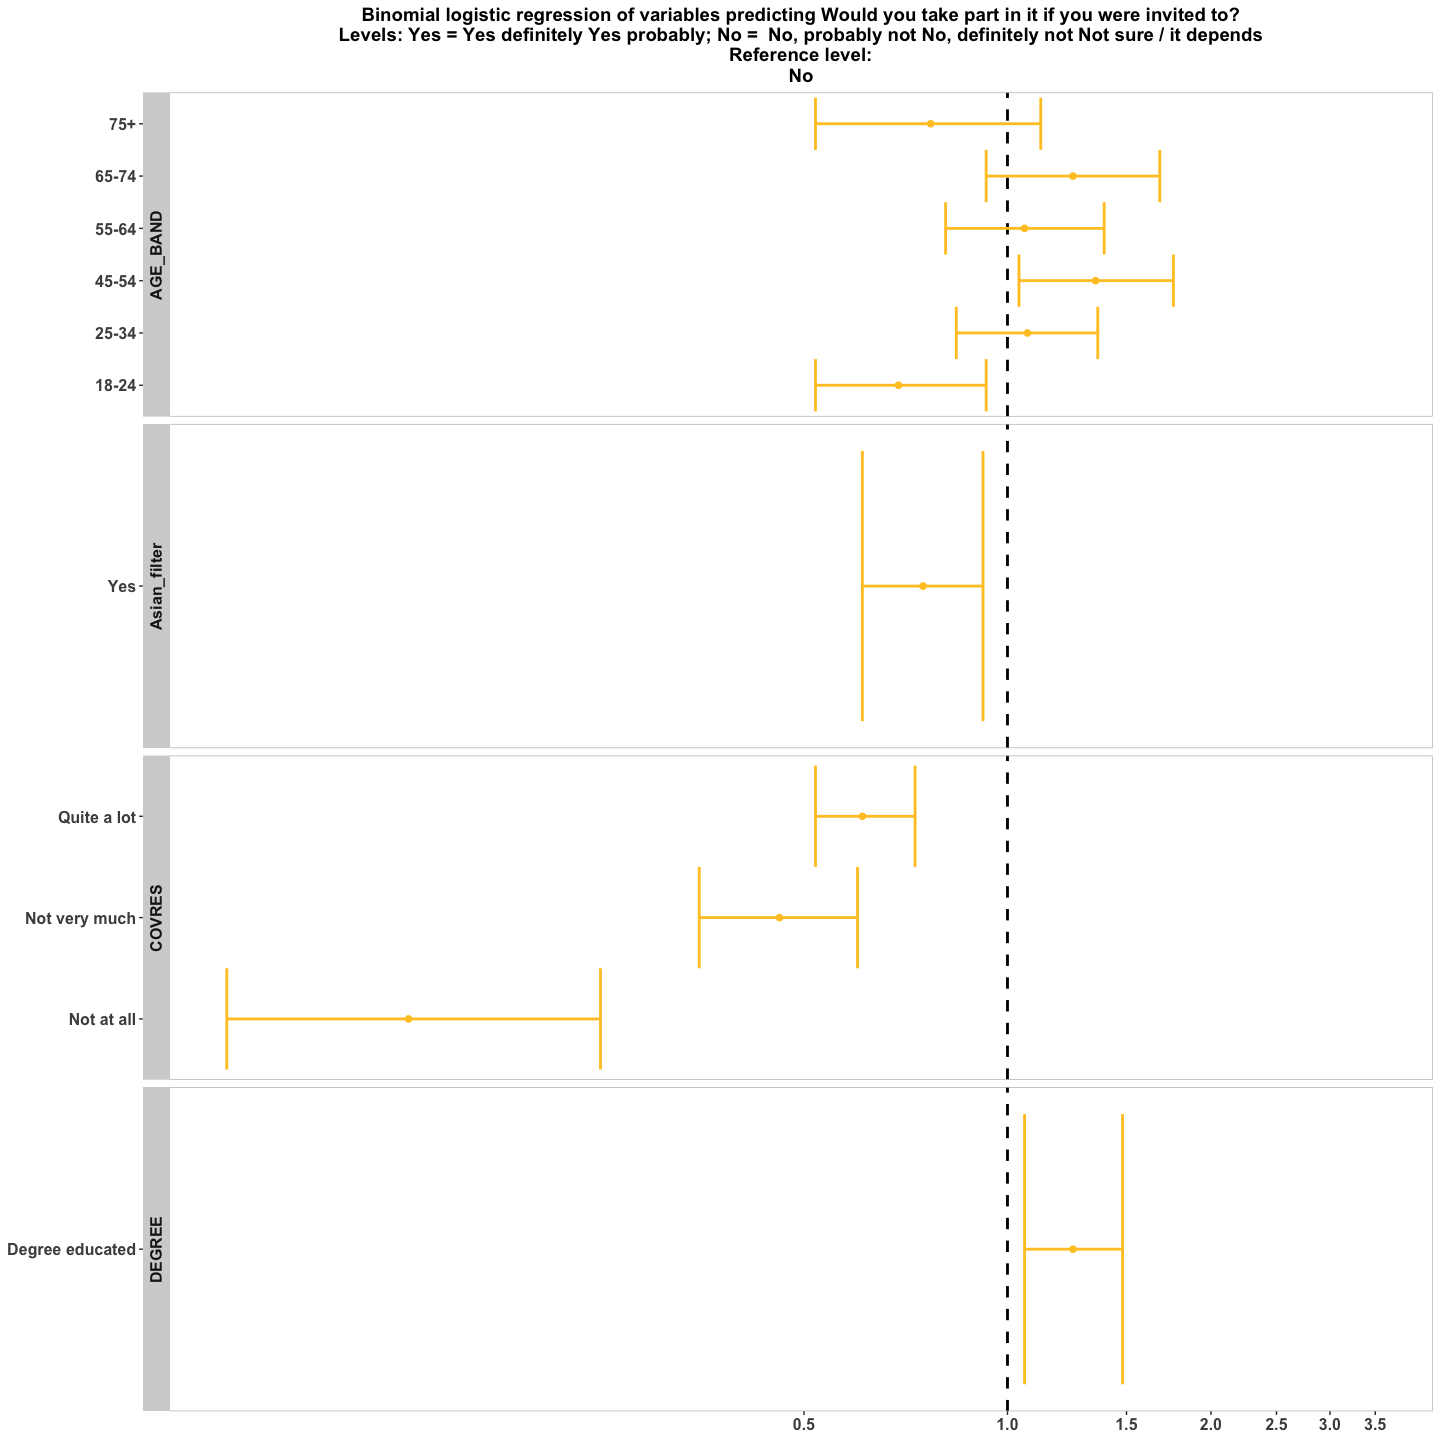 Binomial logistic regression of variables predicting Would you take part in it if you were invited to?
Levels: Yes = Yes definitely Yes probably; No =  No, probably not No, definitely not Not sure / it depends
Reference level:
No
AGE_BAND
75+
65-74
55-64
45-54
25-34
18-24
Asian_filter
Yes
COVRES
Quite a lot
Not very much
Not at all
DEGREE
Degree educated
0.5 1.0 1.5 2.0 2.5 3.0 3.5